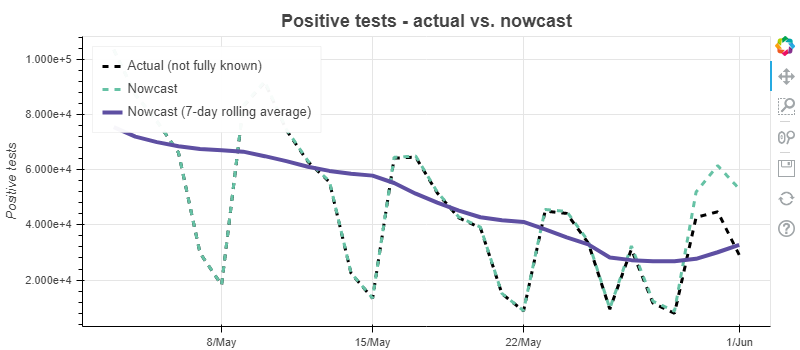 Positive tests - actual vs. nowcast
Actual (not fully known)
Nowcast
Nowcast (7-day rolling average)
Positive tests
1.000e+5
8.000e+4
6.000e+4
4.000e+4
2.000e+4
8/May
15/May
22/May
1/Jun